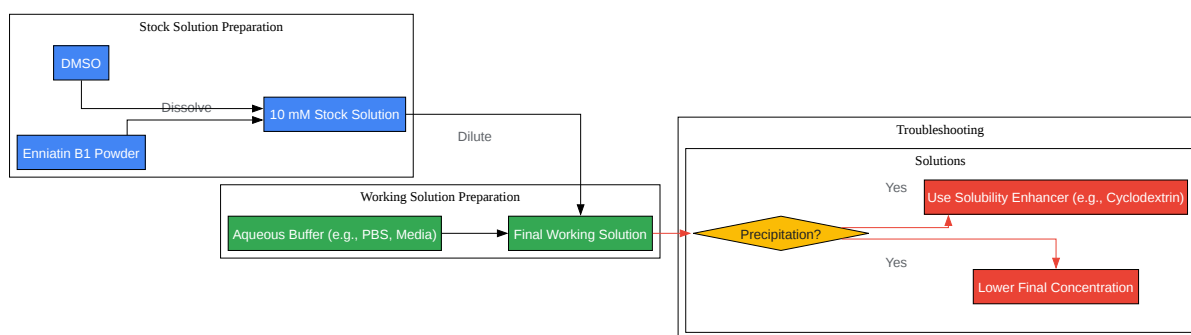 Stock Solution Preparation
DMSO
Dissolve
10 mM Stock Solution
Enniatin B1 Powder
Dilute
Working Solution Preparation
Aqueous Buffer (e.g., PBS, Media)
Final Working Solution
Troubleshooting
Solutions
Precipitation?
Yes
Use Solubility Enhancer (e.g., Cyclodextrin)
Yes
Lower Final Concentration